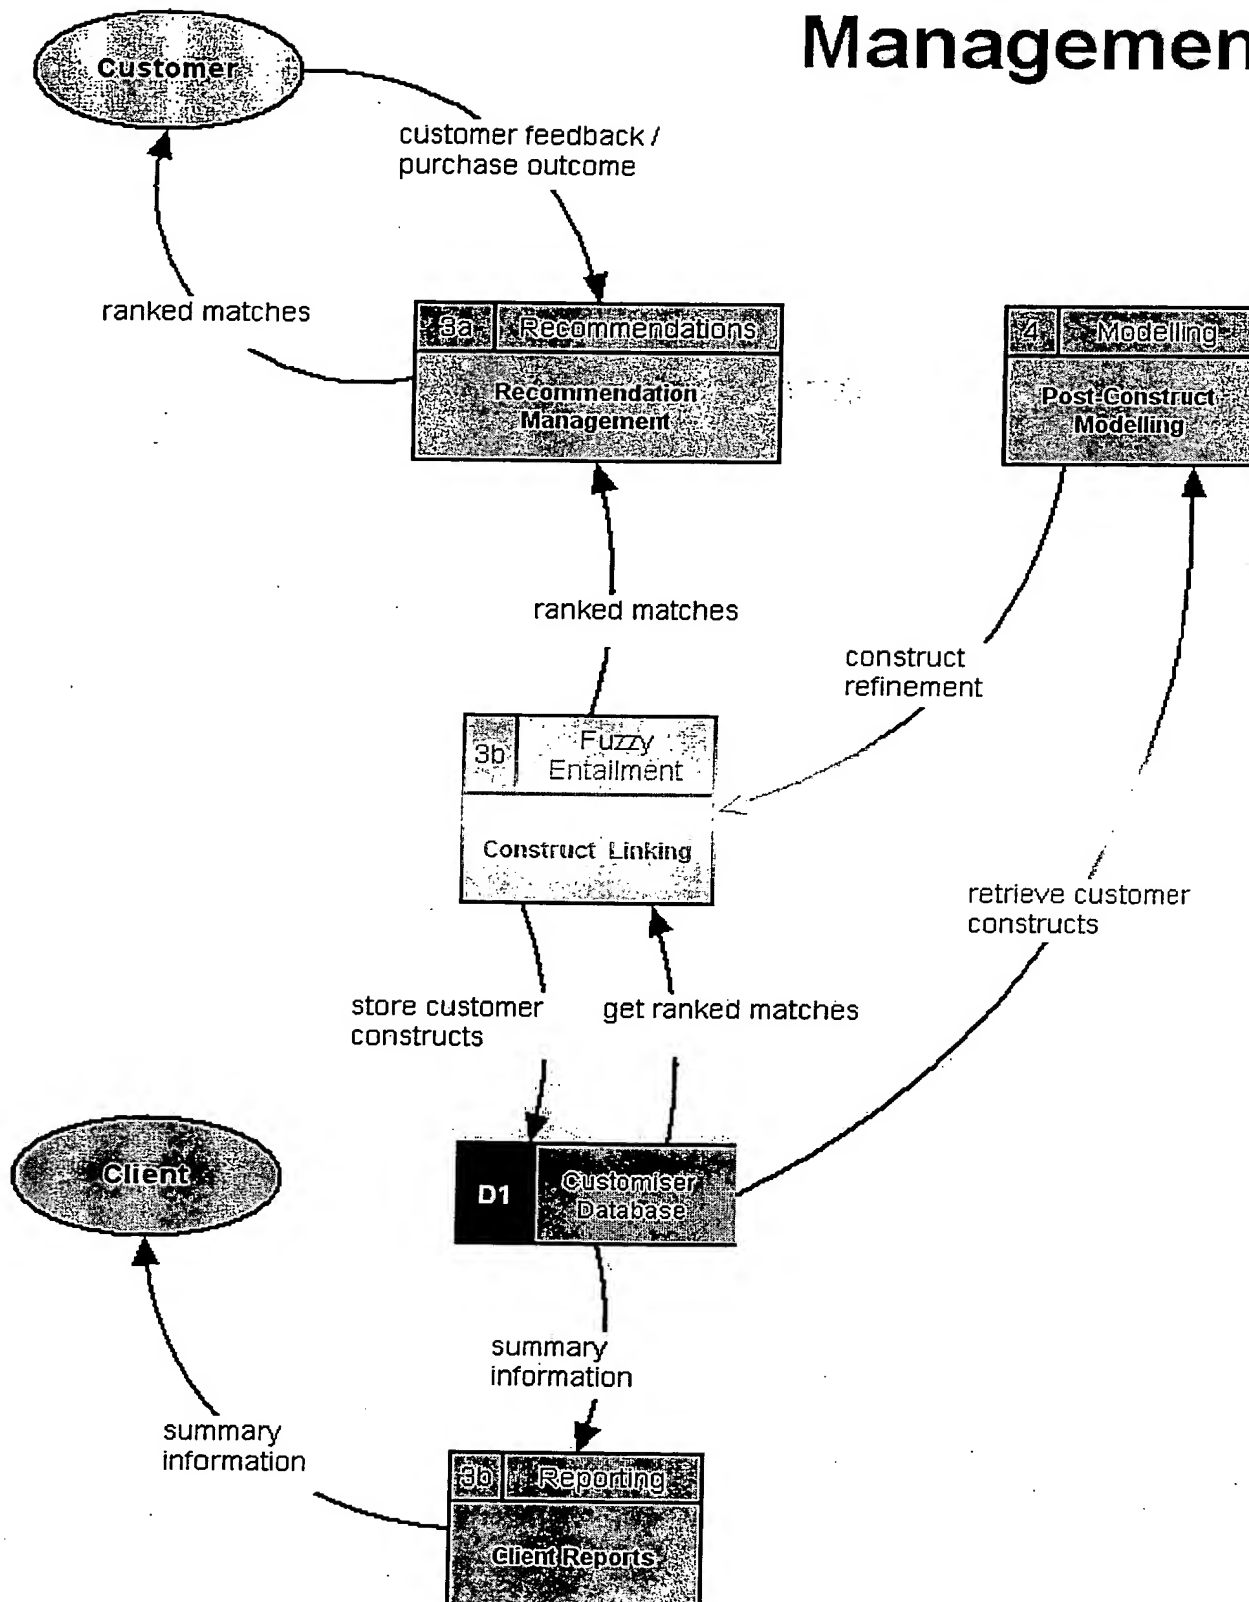 Managemen
Customer
customer feedback /
purchase outcome
ranked matches
3a Recommendations
Recommendation
Management
4 Modelling
Post-Construct
Modelling
ranked matches
construct
refinement
3b Fuzzy
Entailment
Construct Linking
retrieve customer
constructs
store customer
constructs
get ranked matches
Client
D1 Customiser
Database
summary
information
summary
information
3b Reporting
Client Reports